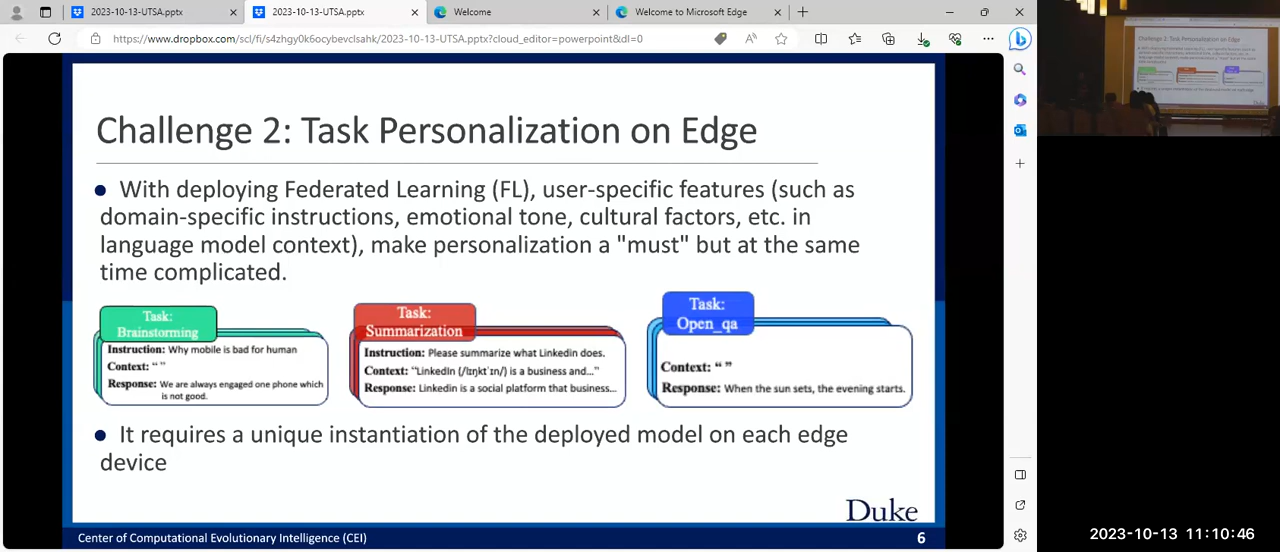 2023-10-13-UTSA.pptx
2023-10-13-UTSA.pptx
Welcome
Welcome to Microsoft Edge
https://www.dropbox.com/scl/fi/s4zhgy0k6ocybevclsahk/2023-10-13-UTSA.pptx?cloud_editor=powerpoint&dl=0
Challenge 2: Task Personalization on Edge
With deploying Federated Learning (FL), user-specific features (such as
domain-specific instructions, emotional tone, cultural factors, etc. in
language model context), make personalization a "must" but at the same
time complicated.
Task:
Brainstorming
Instruction: Why mobile is bad for human
Context: “ ”
Response: We are always engaged one phone which
is not good.
Task:
Summarization
Instruction: Please summarize what Linkedin does.
Context: “LinkedIn (/lɪŋktˈɪn/) is a business and...”
Response: Linkedin is a social platform that business...
Task:
Open_qa
Context: “ ”
Response: When the sun sets, the evening starts.
It requires a unique instantiation of the deployed model on each edge
device
Duke
Center of Computational Evolutionary Intelligence (CEI)
6
Challenge 2: Task Personalization on Edge
2023-10-13 11:10:46